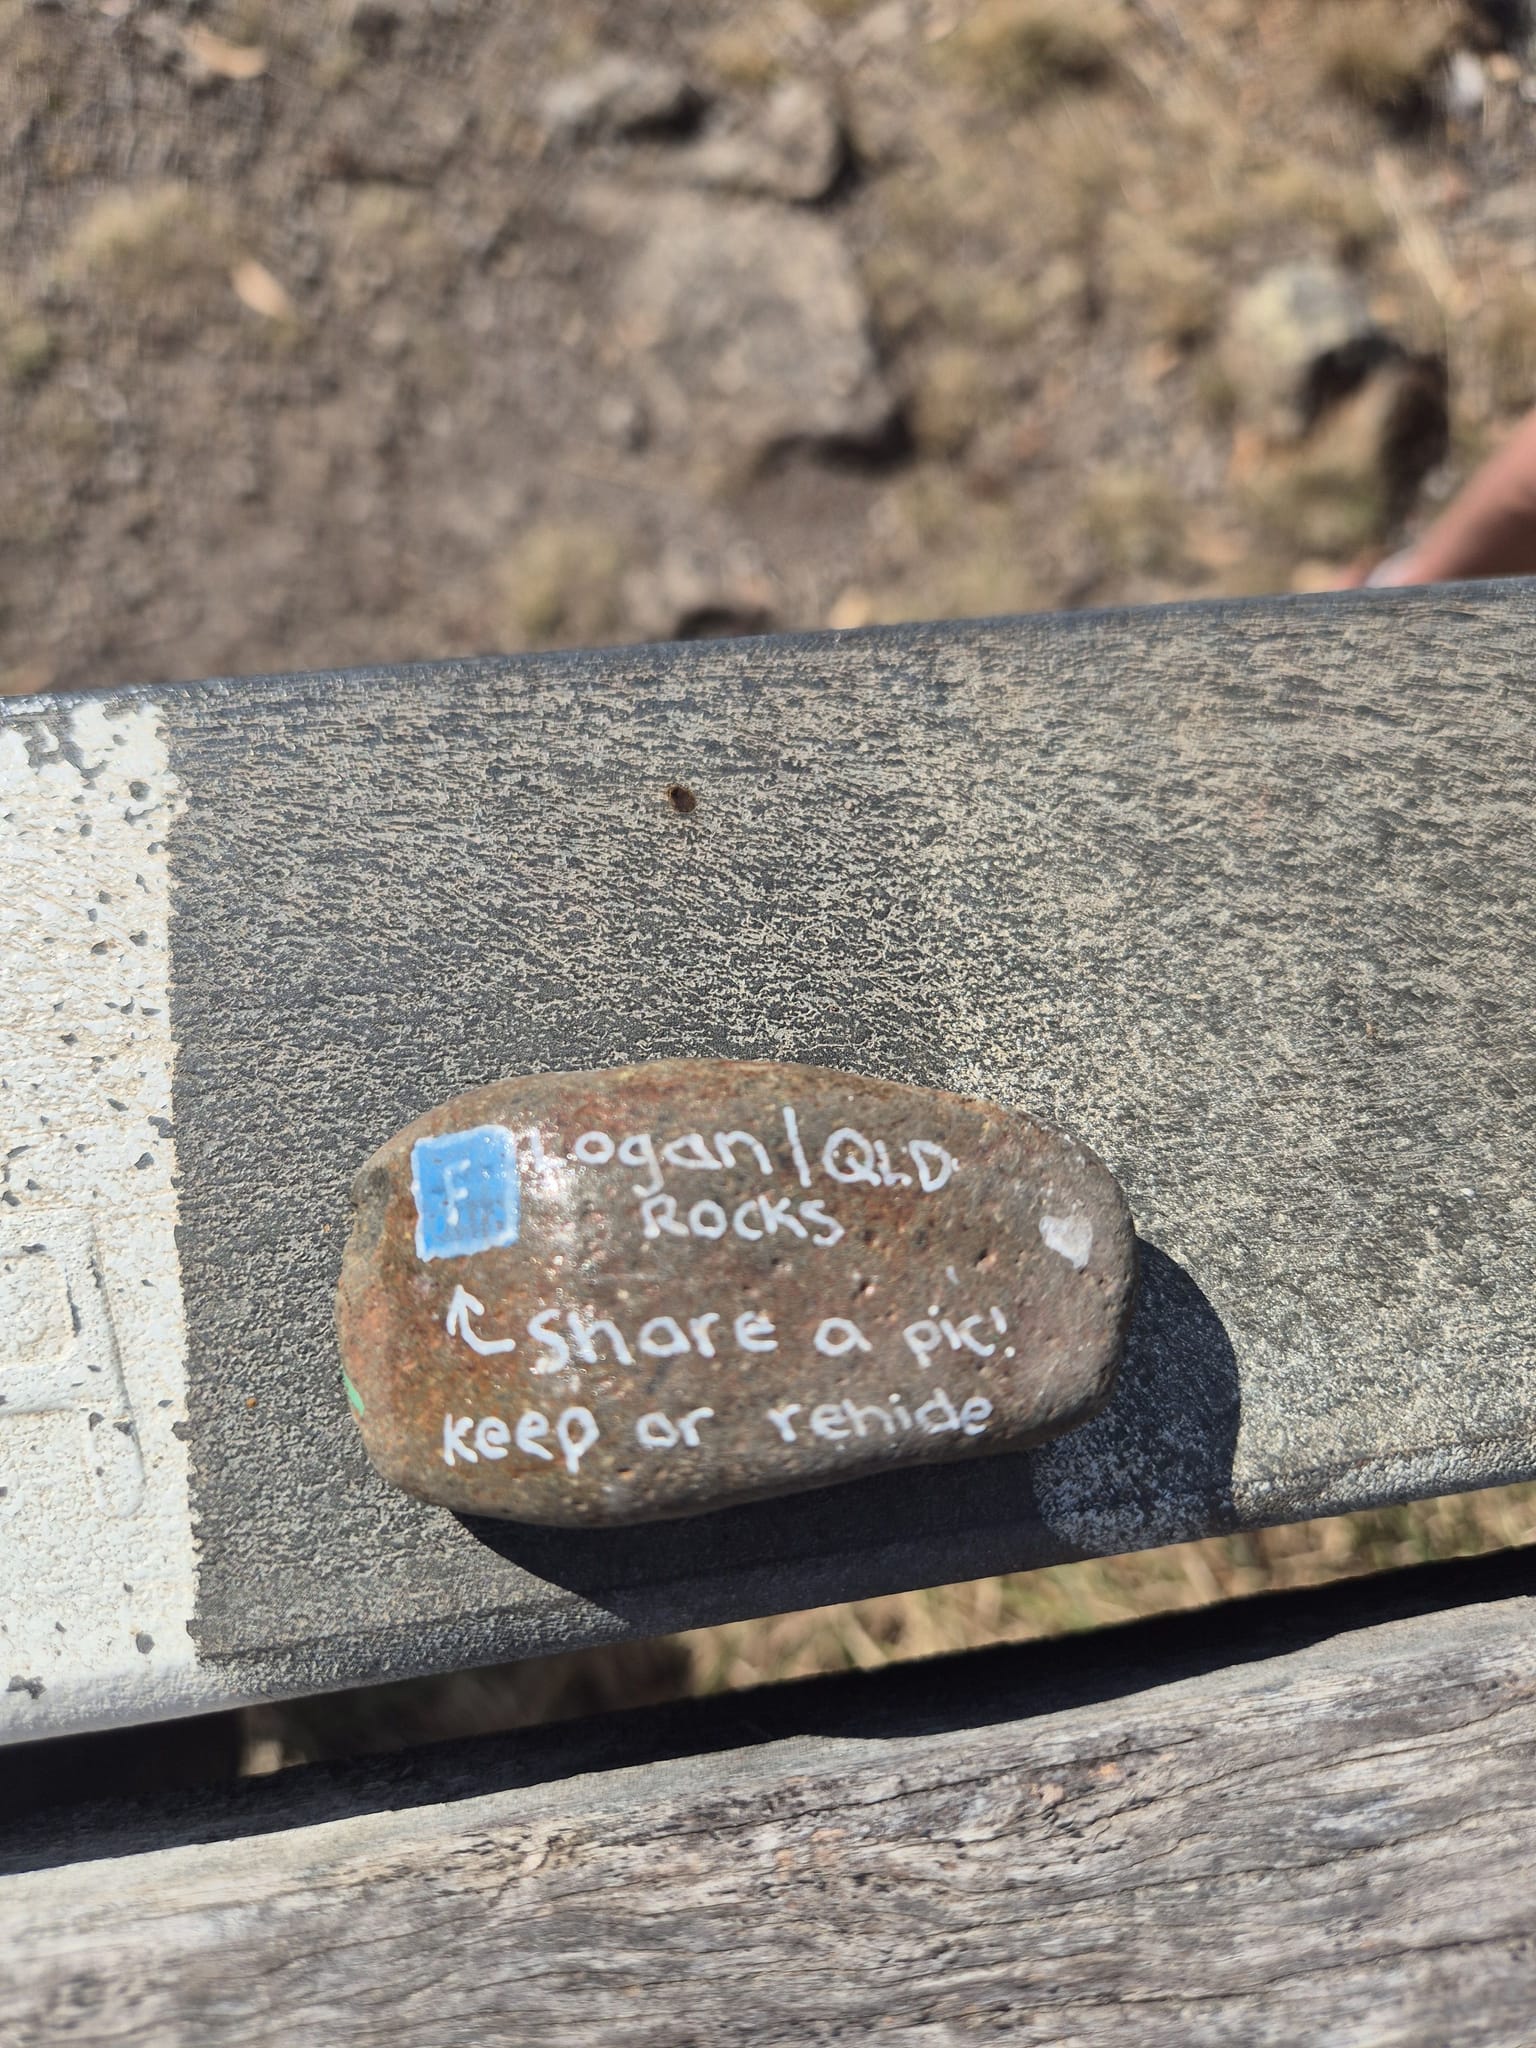 F
Logan/QLD
ROCKS
share a pic!
keep or rehide